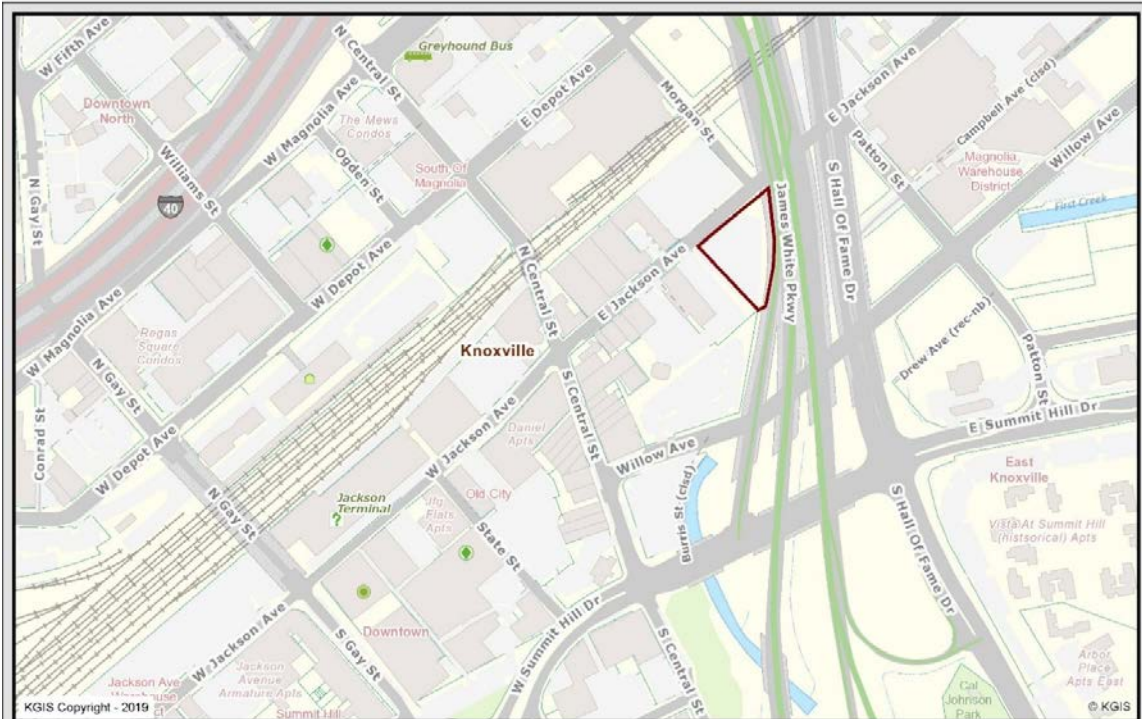 W Fifth Ave
N Central St
Greyhound Bus
Downtown
North
W Magnolia Ave
The Mews
Condos
E Depot Ave
Morgan St
E Jackson Ave
Campbell Ave (clsd)
Willow Ave
Williams St
Ogden St
South Of
Magnolia
Patton St
Magnolia
Warehouse
District
First Creek
N Gay St
40
James White Pkwy
S Hall Of Fame Dr
W Depot Ave
N Central St
E Jackson Ave
W Magnolia Ave
Regas
Square
Condos
Knoxville
Drew Ave (rec-nb)
Patton St
N Gay St
Conrad St
W Depot Ave
S Central St
E Summit Hill Dr
W Jackson Ave
Daniel
Apts
Willow Ave
East
Knoxville
Jackson
Terminal
?
Jfg
Flats
Apts
Old City
Burris St (clsd)
Vista At Summit Hill
(histsorical) Apts
N Gay St
State St
S Hall Of Fame Dr
Downtown
W Summit Hill Dr
W Jackson Ave
S Gay St
S Central St
Jackson Ave
Warehouse
Jackson
Avenue
Armature Apts
Summit Hill
Arbor
Place
Apts East
Cal
Johnson
Park
KGIS Copyright - 2019
© KGIS